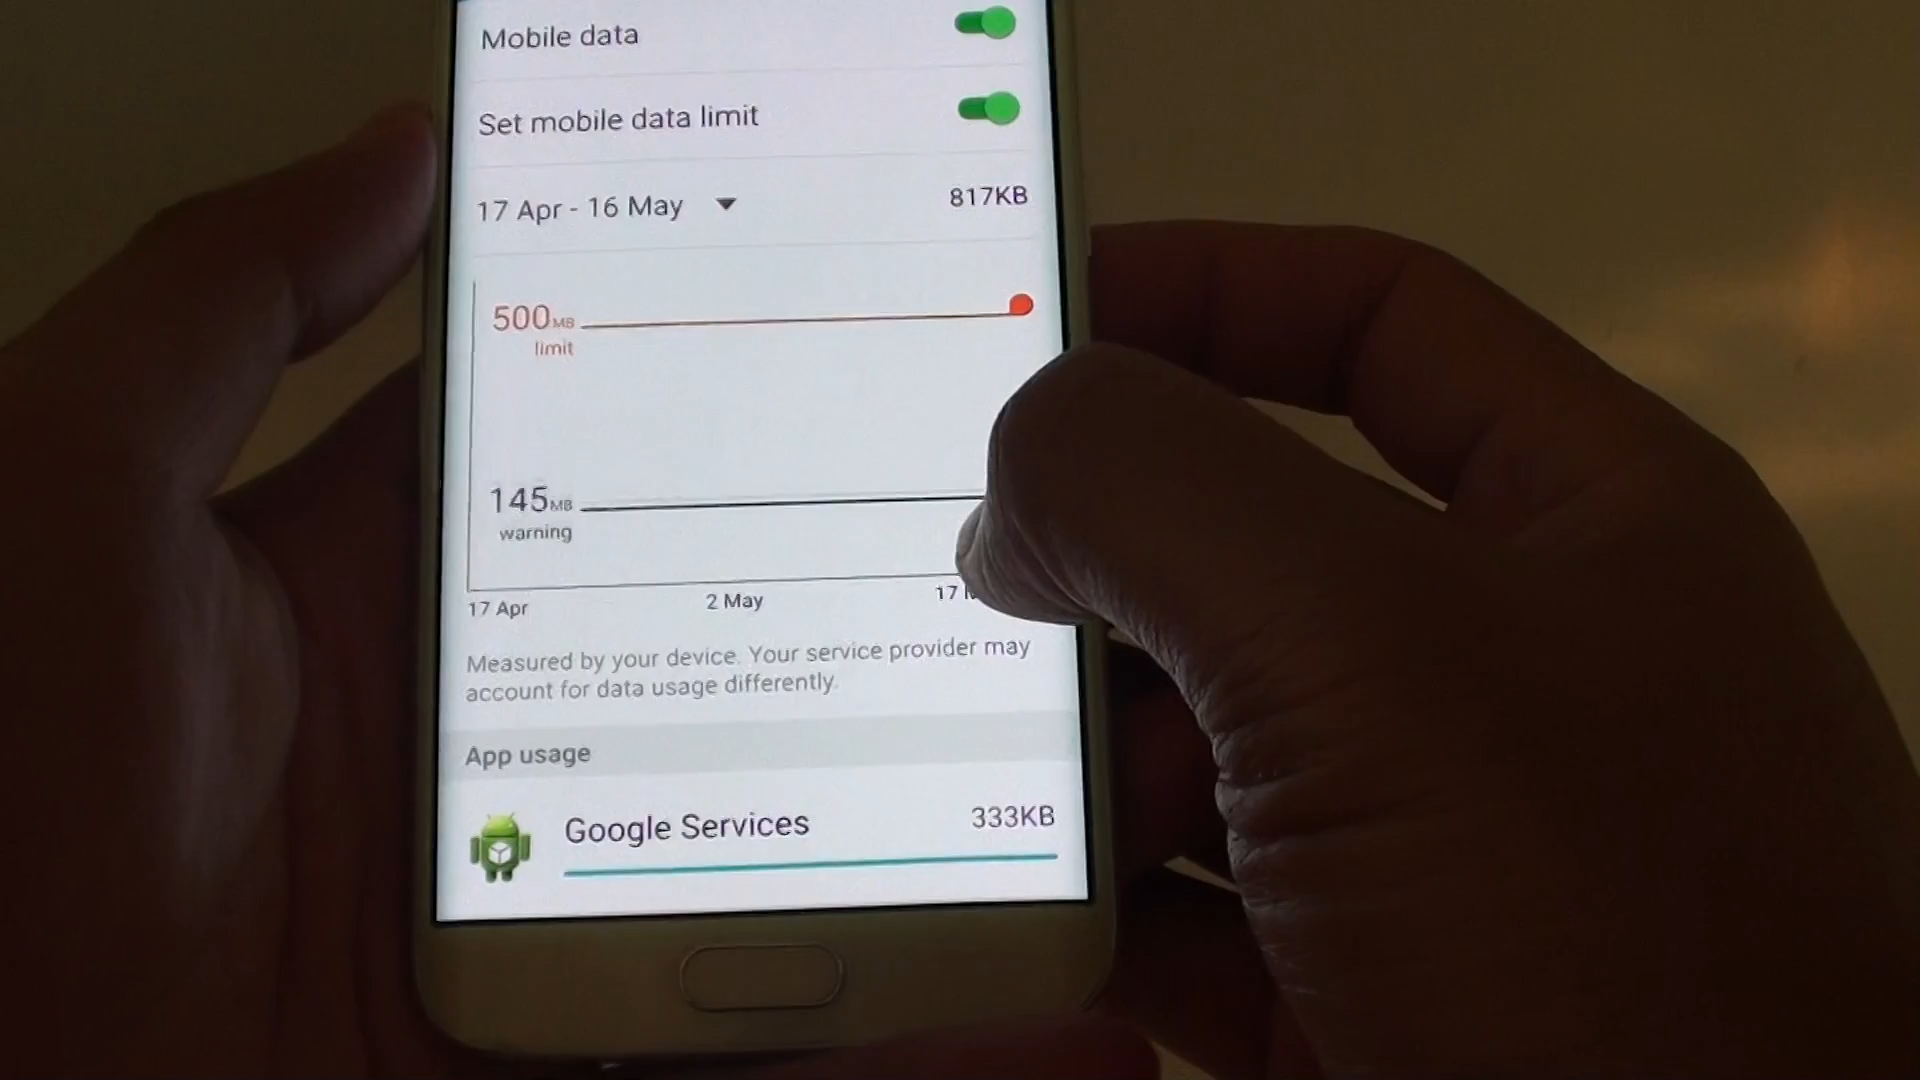 Mobile data
Set mobile data limit
17 Apr - 16 May
817KB
500MB
limit
145MB
warning
17 Apr
2 May
17
Measured by your device. Your service provider may
account for data usage differently.
App usage
Google Services
333KB